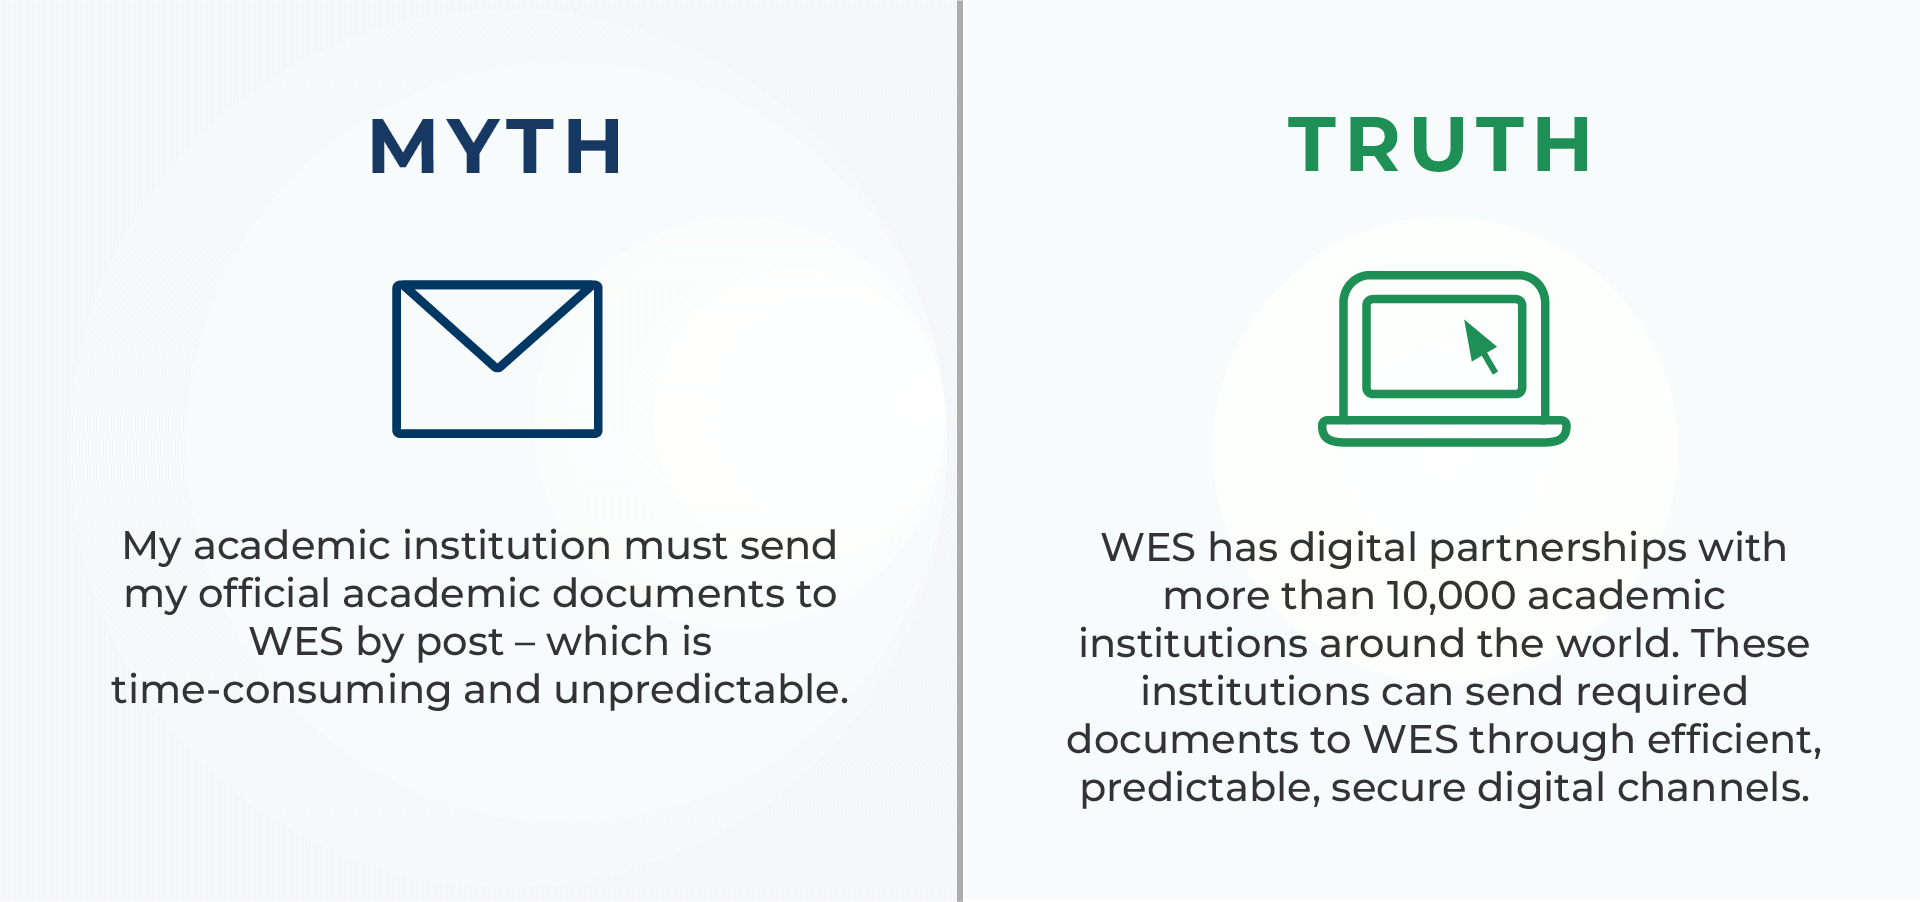 MYTH
My academic institution must send
my official academic documents to
WES by post – which is
time-consuming and unpredictable.
TRUTH
WES has digital partnerships with
more than 10,000 academic
institutions around the world. These
institutions can send required
documents to WES through efficient,
predictable, secure digital channels.